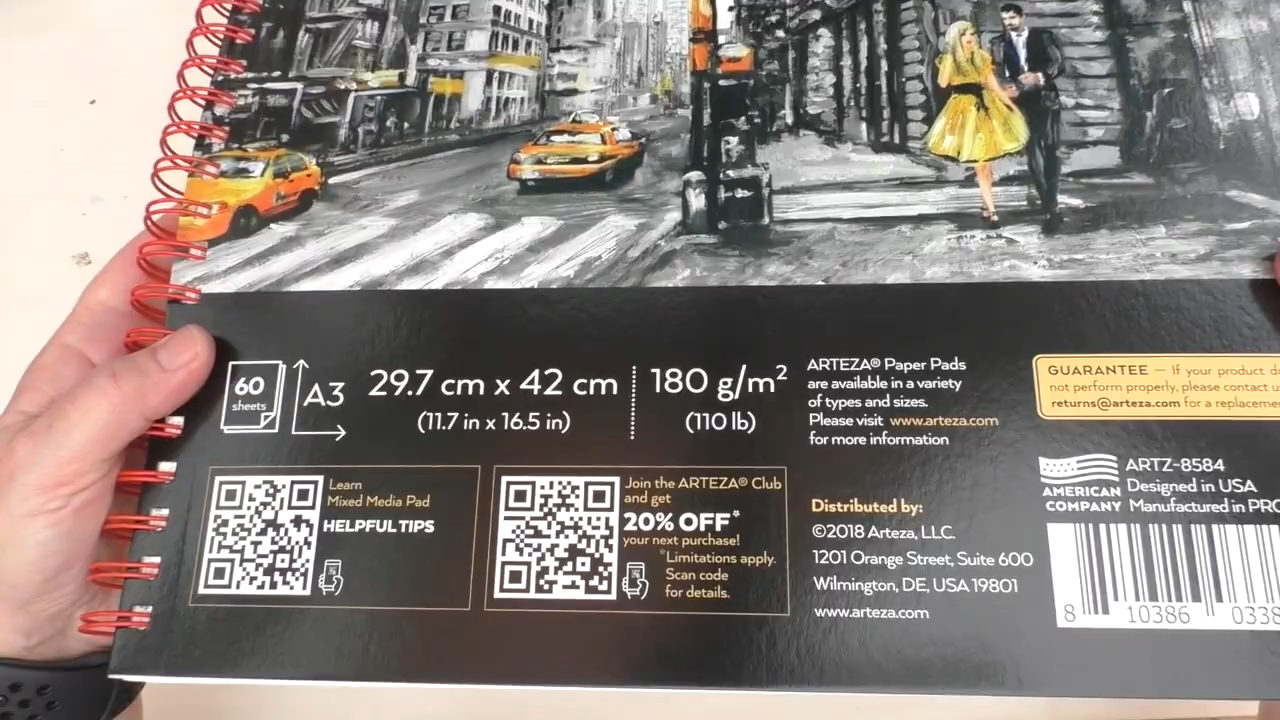 60
sheets
A3
29.7 cm x 42 cm
(11.7 in x 16.5 in)
180 g/m²
(110 lb)
ARTEZA® Paper Pads
are available in a variety
of types and sizes.
Please visit www.arteza.com
for more information
GUARANTEE — If your product
not perform properly, please contact
returns@arteza.com for a
Learn
Mixed Media Pad
HELPFUL TIPS
Join the ARTEZA® Club
and get
20% OFF*
your next purchase!
*Limitations apply.
Scan code
for details.
Distributed by:
©2018 Arteza, LLC.
1201 Orange Street, Suite 600
Wilmington, DE, USA 19801
www.arteza.com
AMERICAN
COMPANY
ARTZ-8584
Designed in USA
Manufactured in
8 10386 0338